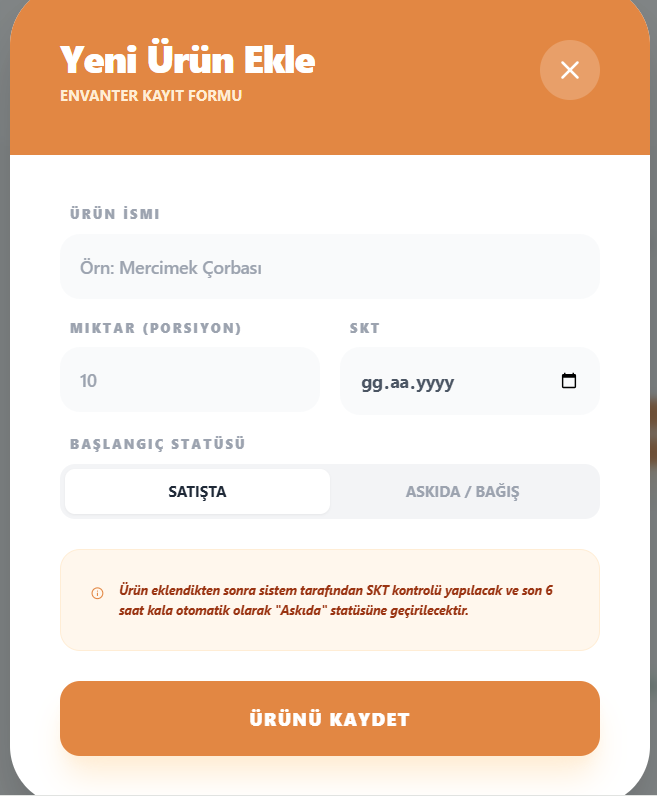 Yeni Ürün Ekle
ENVANTER KAYIT FORMU
ÜRÜN İSMI
Örn: Mercimek Çorbası
MIKTAR (PORSIYON)
SKT
10
gg.aa.yyyy
BAŞLANGIÇ STATÜSÜ
SATIŞTA
ASKIDA / BAĞIŞ
Ürün eklendikten sonra sistem tarafından SKT kontrolü yapılacak ve son 6
saat kala otomatik olarak "Askıda" statüsüne geçirilecektir.
ÜRÜNÜ KAYDET